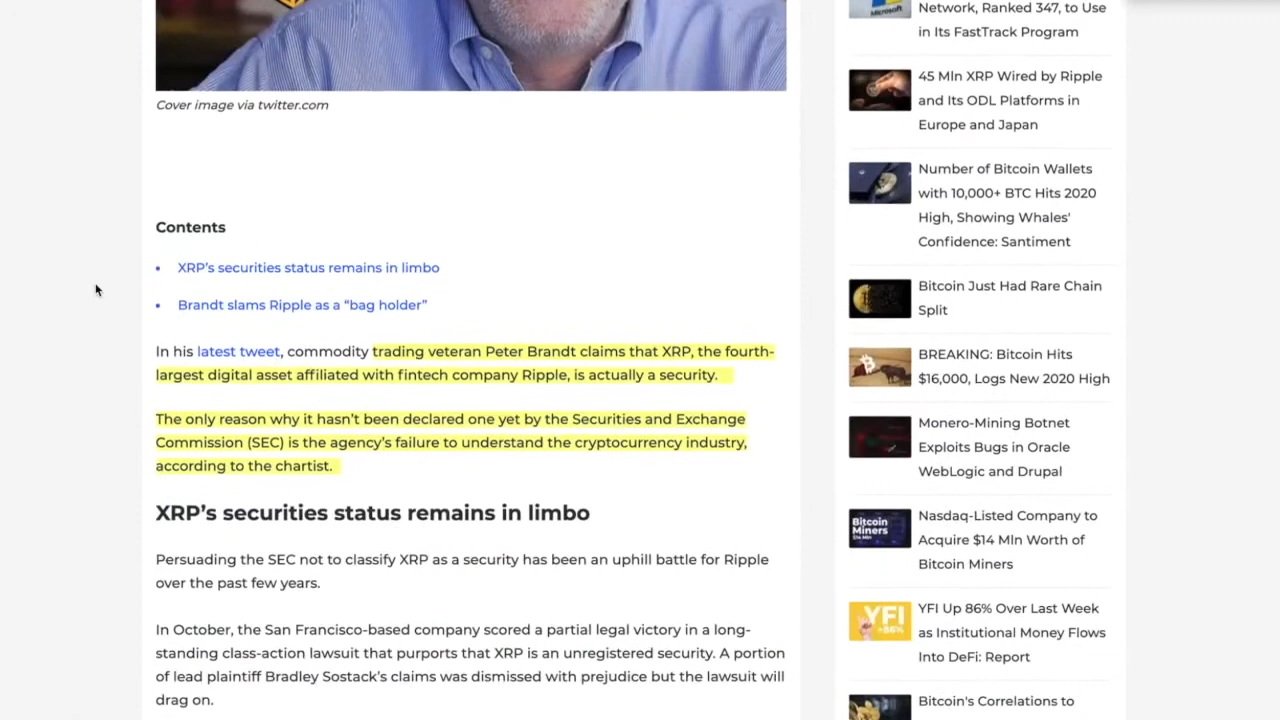 Cover image via twitter.com
Contents
• XRP’s securities status remains in limbo
• Brandt slams Ripple as a “bag holder”
In his latest tweet, commodity trading veteran Peter Brandt claims that XRP, the fourth-
largest digital asset affiliated with fintech company Ripple, is actually a security.
The only reason why it hasn’t been declared one yet by the Securities and Exchange
Commission (SEC) is the agency’s failure to understand the cryptocurrency industry,
according to the chartist.
XRP’s securities status remains in limbo
Persuading the SEC not to classify XRP as a security has been an uphill battle for Ripple
over the past few years.
In October, the San Francisco-based company scored a partial legal victory in a long-
standing class-action lawsuit that purports that XRP is an unregistered security. A portion
of lead plaintiff Bradley Sostack’s claims was dismissed with prejudice but the lawsuit will
drag on.
Microsoft
Network, Ranked 347, to Use
in Its FastTrack Program
45 Mln XRP Wired by Ripple
and Its ODL Platforms in
Europe and Japan
Number of Bitcoin Wallets
with 10,000+ BTC Hits 2020
High, Showing Whales'
Confidence: Santiment
Bitcoin Just Had Rare Chain
Split
BREAKING: Bitcoin Hits
$16,000, Logs New 2020 High
Monero-Mining Botnet
Exploits Bugs in Oracle
WebLogic and Drupal
Bitcoin
Miners
$14 Mln
Nasdaq-Listed Company to
Acquire $14 Mln Worth of
Bitcoin Miners
YFI
+86%
YFI Up 86% Over Last Week
as Institutional Money Flows
Into DeFi: Report
Bitcoin's Correlations to